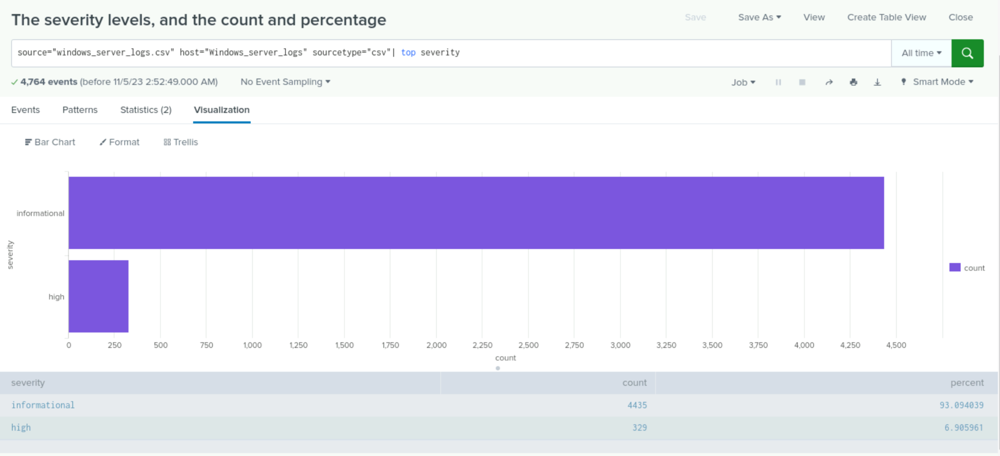 The severity levels, and the count and percentage
Save Save As View Create Table View Close
source="windows_server_logs.csv" host="Windows_server_logs" sourcetype="csv"| top severity
All time
4,764 events (before 11/5/23 2:52:49.000 AM) No Event Sampling
Job Smart Mode
Events Patterns Statistics (2) Visualization
Bar Chart Format Trellis
informational
severity
high
count
0 250 500 750 1,000 1,250 1,500 1,750 2,000 2,250 2,500 2,750 3,000 3,250 3,500 3,750 4,000 4,250 4,500
count
severity count percent
informational 4435 93.094039
high 329 6.905961